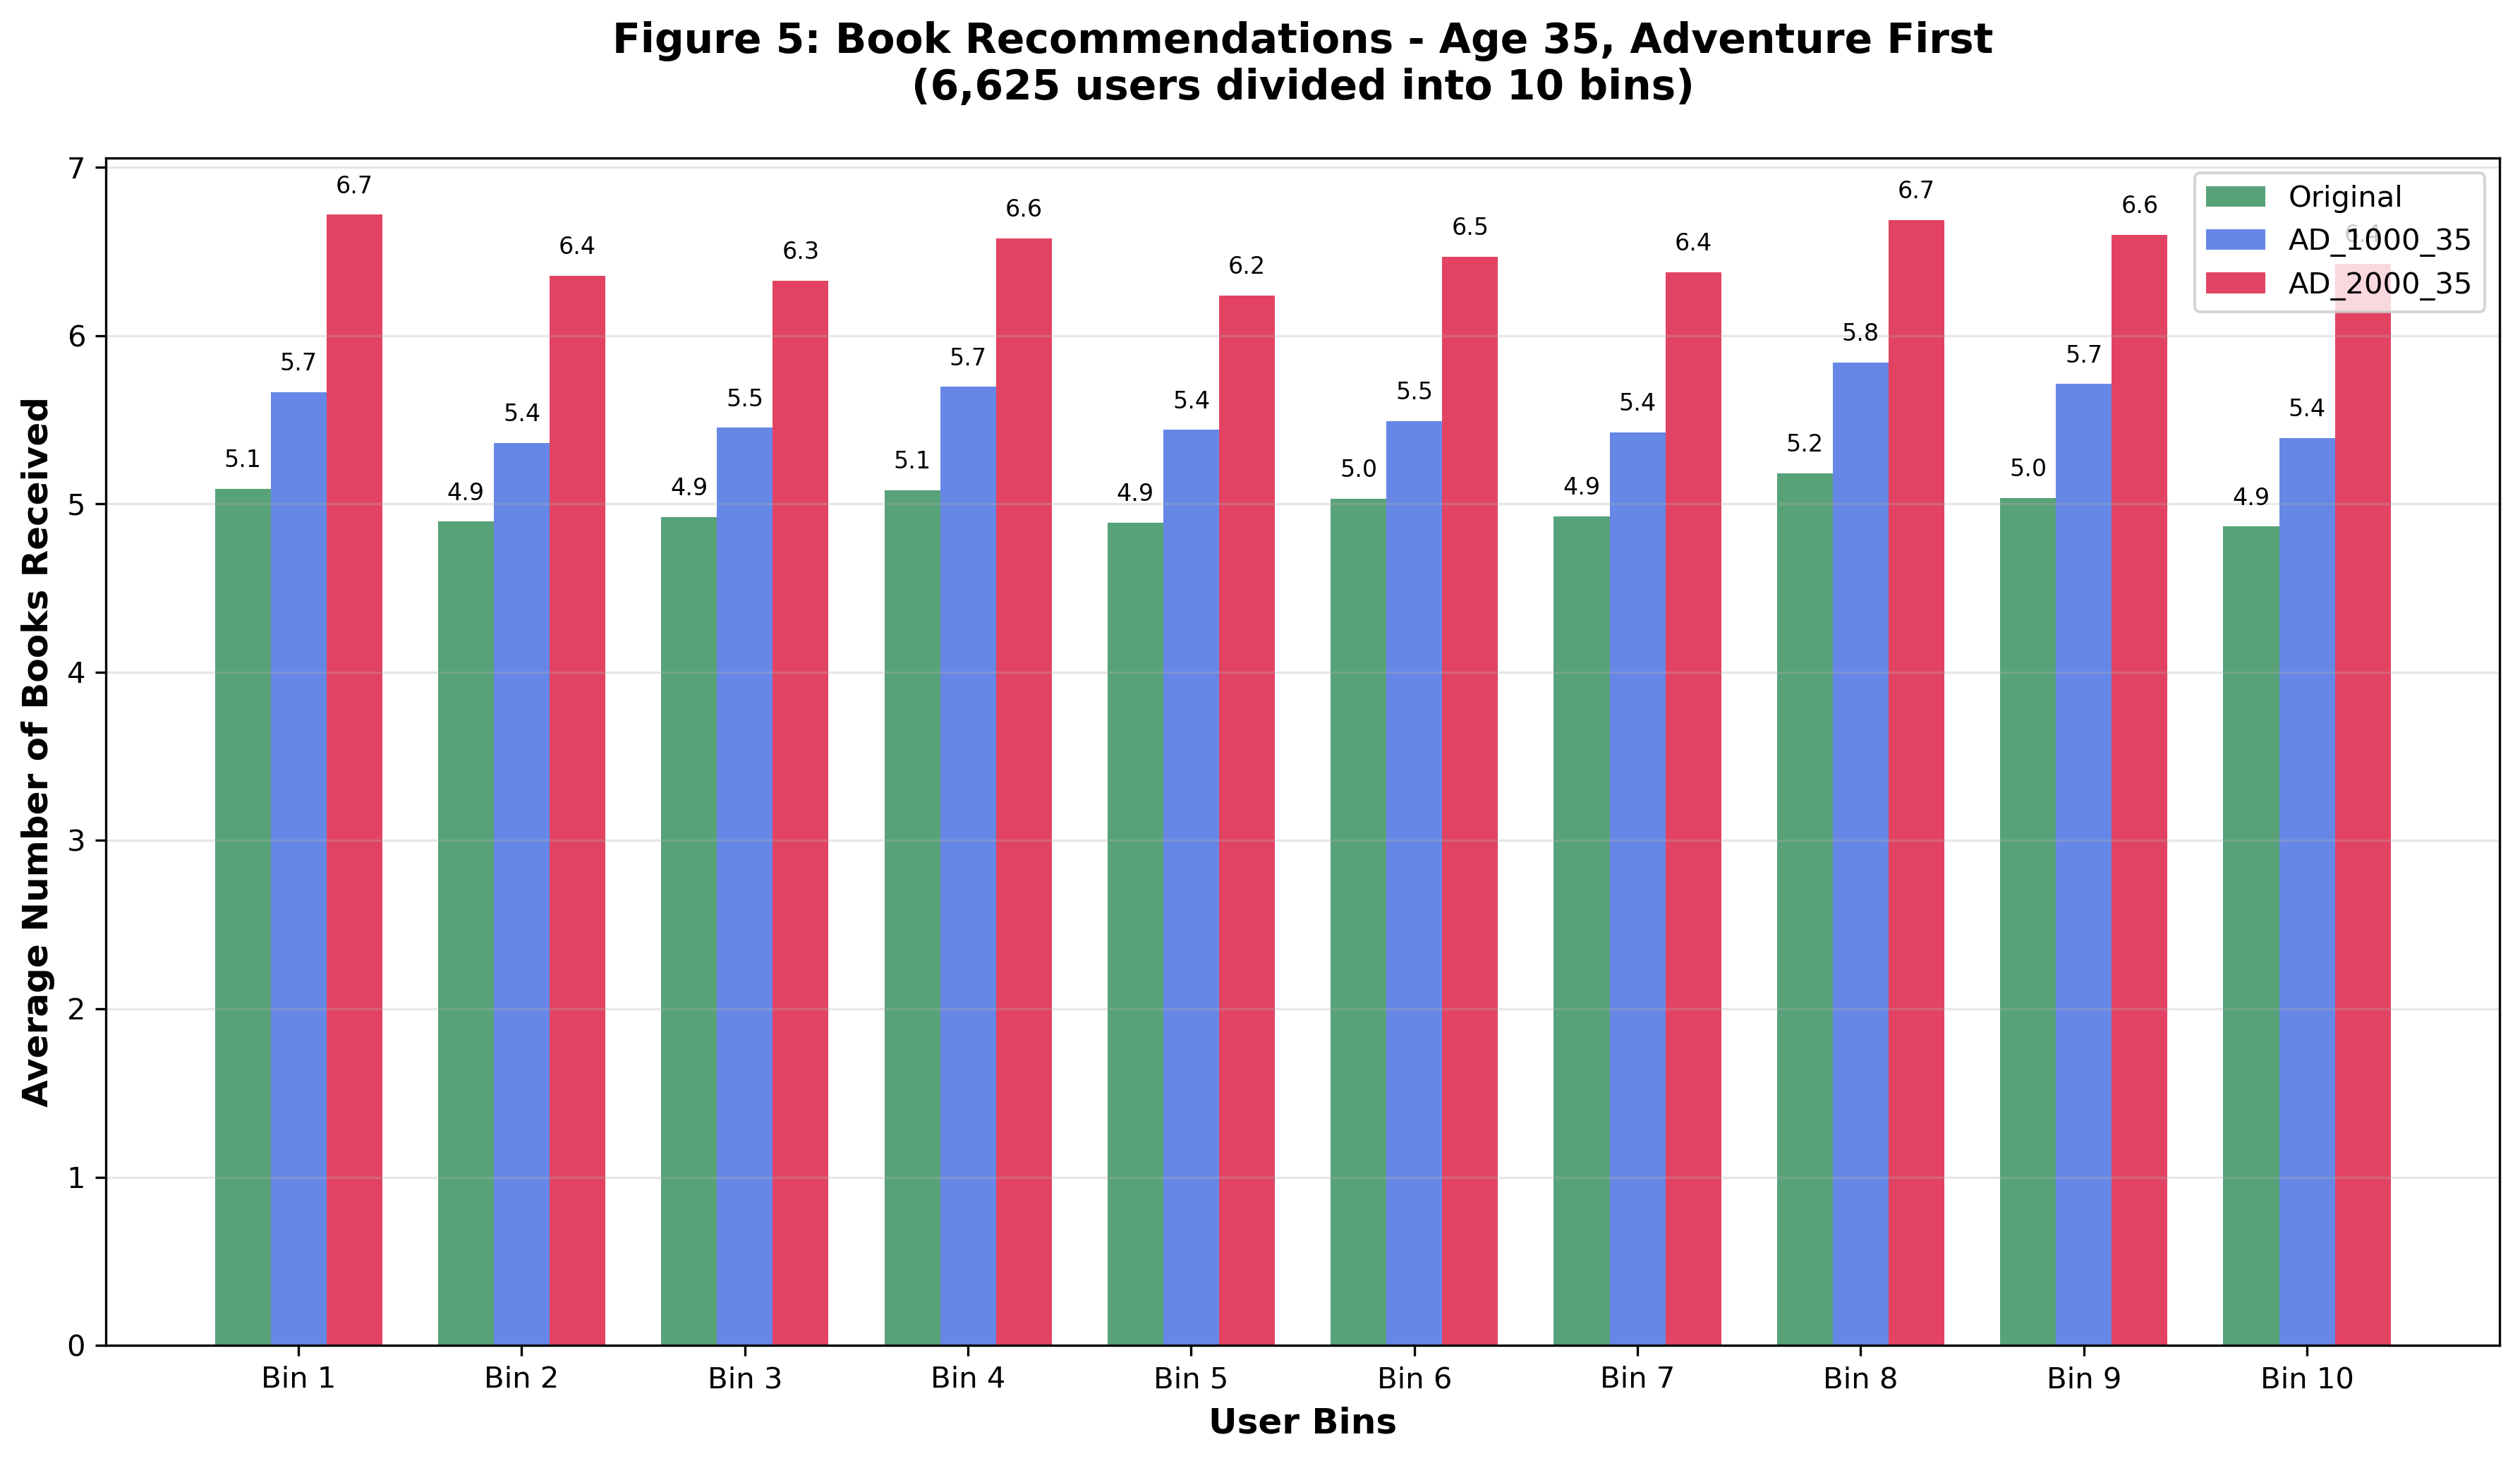 Figure 5: Book Recommendations - Age 35, Adventure First
(6,625 users divided into 10 bins)
Average Number of Books Received
7
6
5
4
3
2
1
0
5.1
5.7
6.7
4.9
5.4
6.4
4.9
5.5
6.3
5.1
5.7
6.6
4.9
5.4
6.2
5.0
5.5
6.5
4.9
5.4
6.4
5.2
5.8
6.7
5.0
5.7
6.6
4.9
5.4
Original
AD_1000_35
AD_2000_35
Bin 1
Bin 2
Bin 3
Bin 4
Bin 5
Bin 6
Bin 7
Bin 8
Bin 9
Bin 10
User Bins